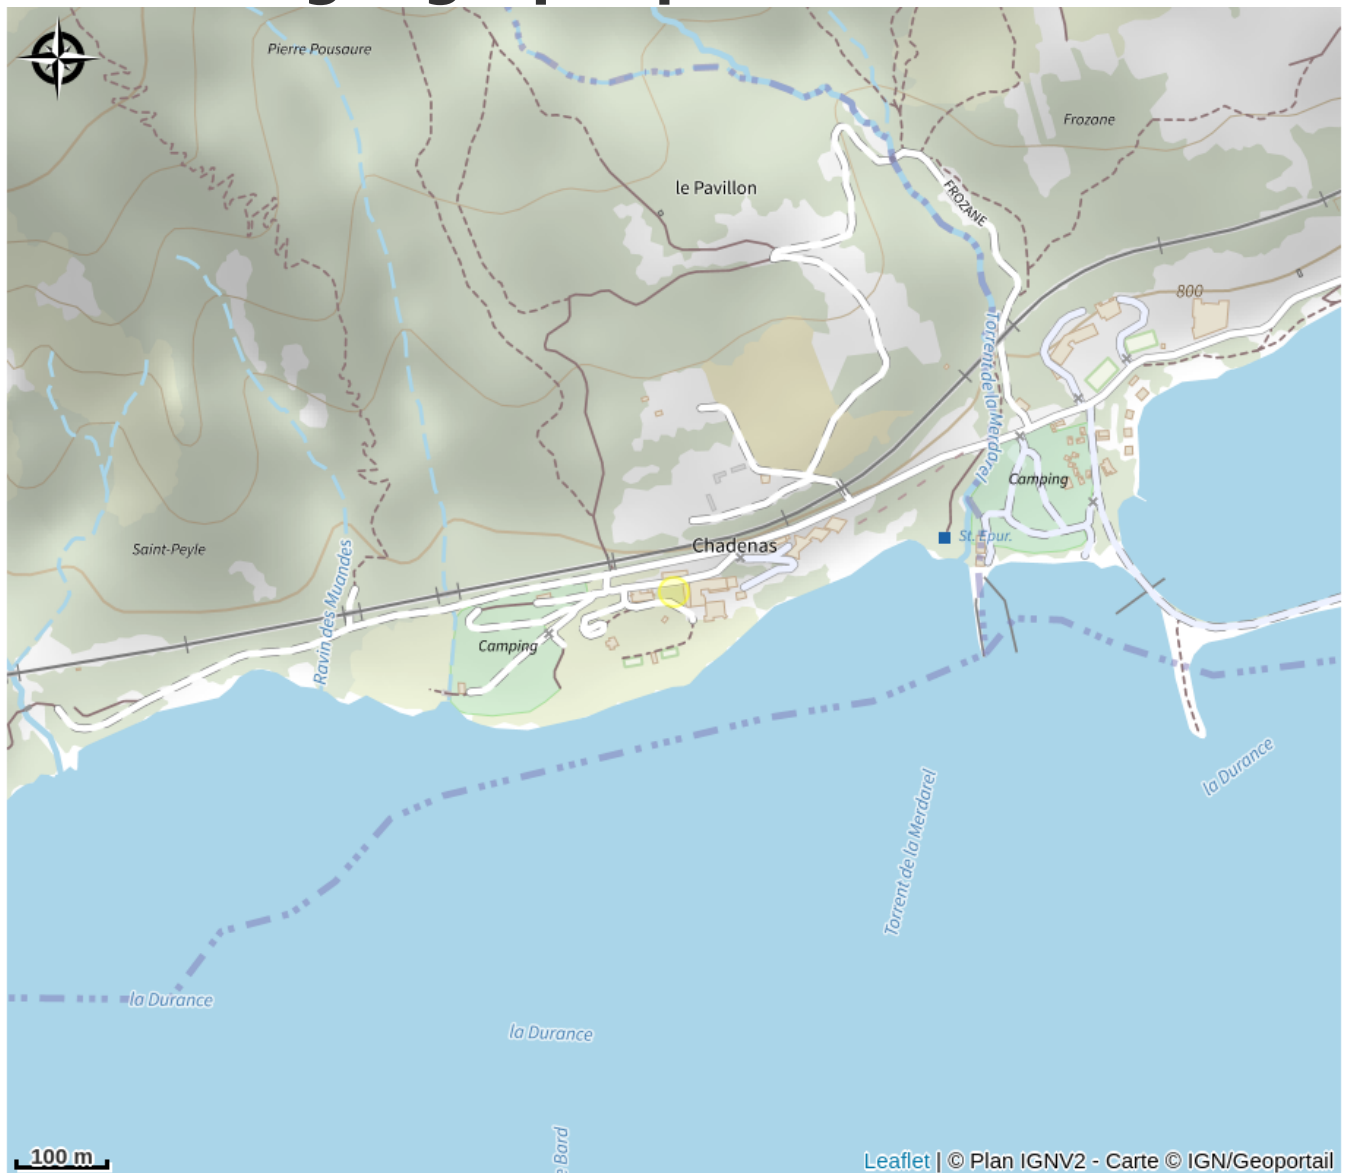 Pierre Pousaure
Frozane
le Pavillon
FROZANE
800
Torrent de la Merdarel
Camping
St. Epur.
Chadenas
Saint-Peyle
Ravin des Muandes
Camping
la Durance
Torrent de la Merdarel
la Durance
la Durance
Bard
100 m
Leaflet | © Plan IGNV2 - Carte © IGN/Geoportail